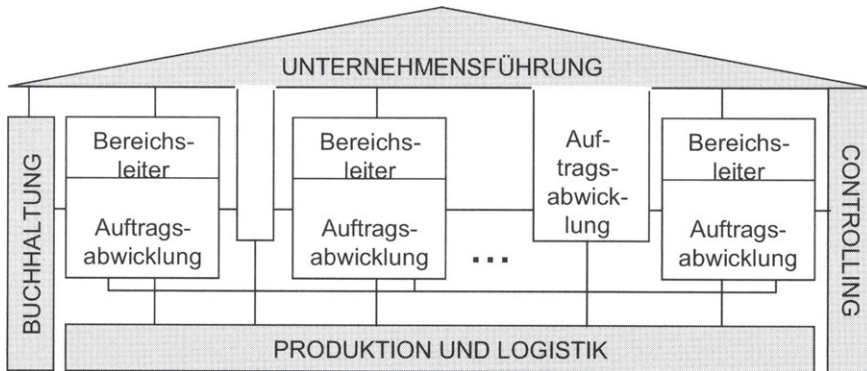 UNTERNEHMENSFÜHRUNG
BUCHHALTUNG
Bereichs-
leiter
Auftrags-
abwicklung
Bereichs-
leiter
Auftrags-
abwicklung
...
Auf-
trags-
abwick-
lung
Bereichs-
leiter
Auftrags-
abwicklung
CONTROLLING
PRODUKTION UND LOGISTIK